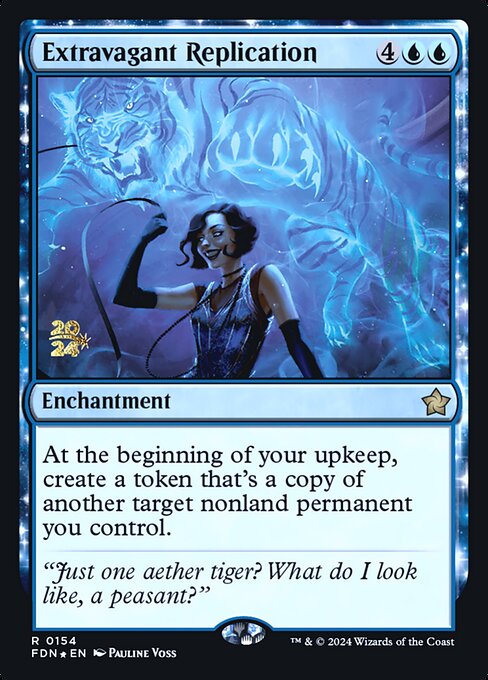 Extravagant Replication 4
2024
Enchantment
At the beginning of your upkeep,
create a token that's a copy of
another target nonland permanent
you control.
“Just one aether tiger? What do I look
like, a peasant?”
R 0154
FDN★EN Pauline Voss
™ & © 2024 Wizards of the Coast